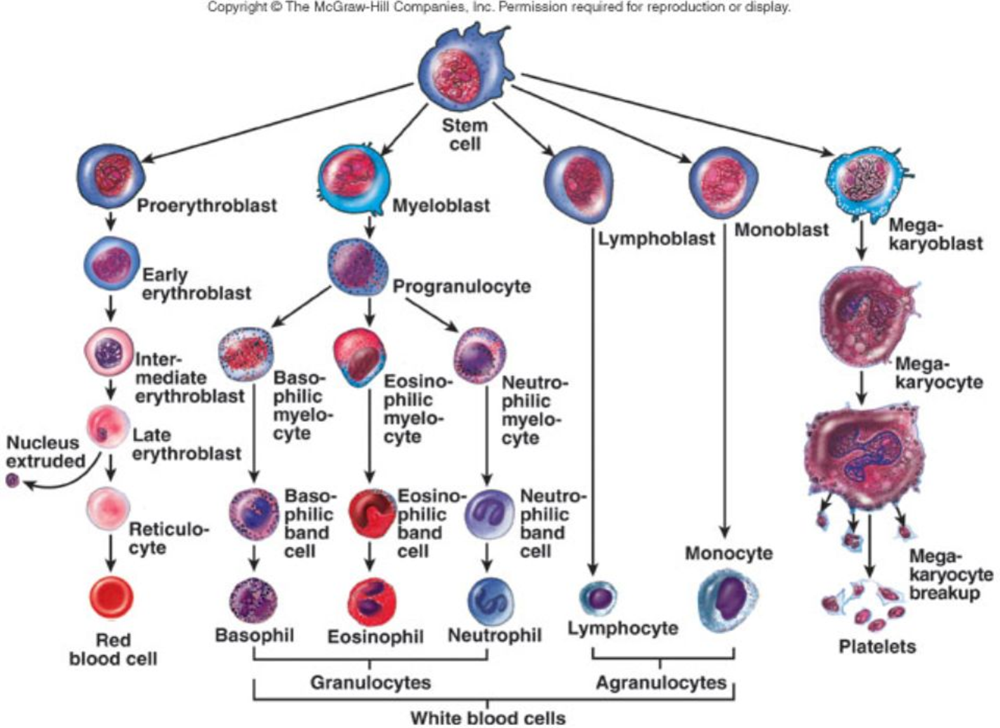 Copyright © The McGraw-Hill Companies, Inc. Permission required for reproduction or display.
Stem
cell
Proerythroblast
Myeloblast
Lymphoblast
Monoblast
Mega-
karyoblast
Early
erythroblast
Progranulocyte
Inter-
mediate
erythroblast
Baso-
philic
myelo-
cyte
Eosino-
philic
myelo-
cyte
Neutro-
philic
myelo-
cyte
Mega-
karyocyte
Nucleus
extruded
Late
erythroblast
Reticulo-
cyte
Baso-
philic
band
cell
Eosino-
philic
band
cell
Neutro-
philic
band
cell
Monocyte
Mega-
karyocyte
breakup
Red
blood cell
Basophil
Eosinophil
Neutrophil
Lymphocyte
Platelets
Granulocytes
Agranulocytes
White blood cells